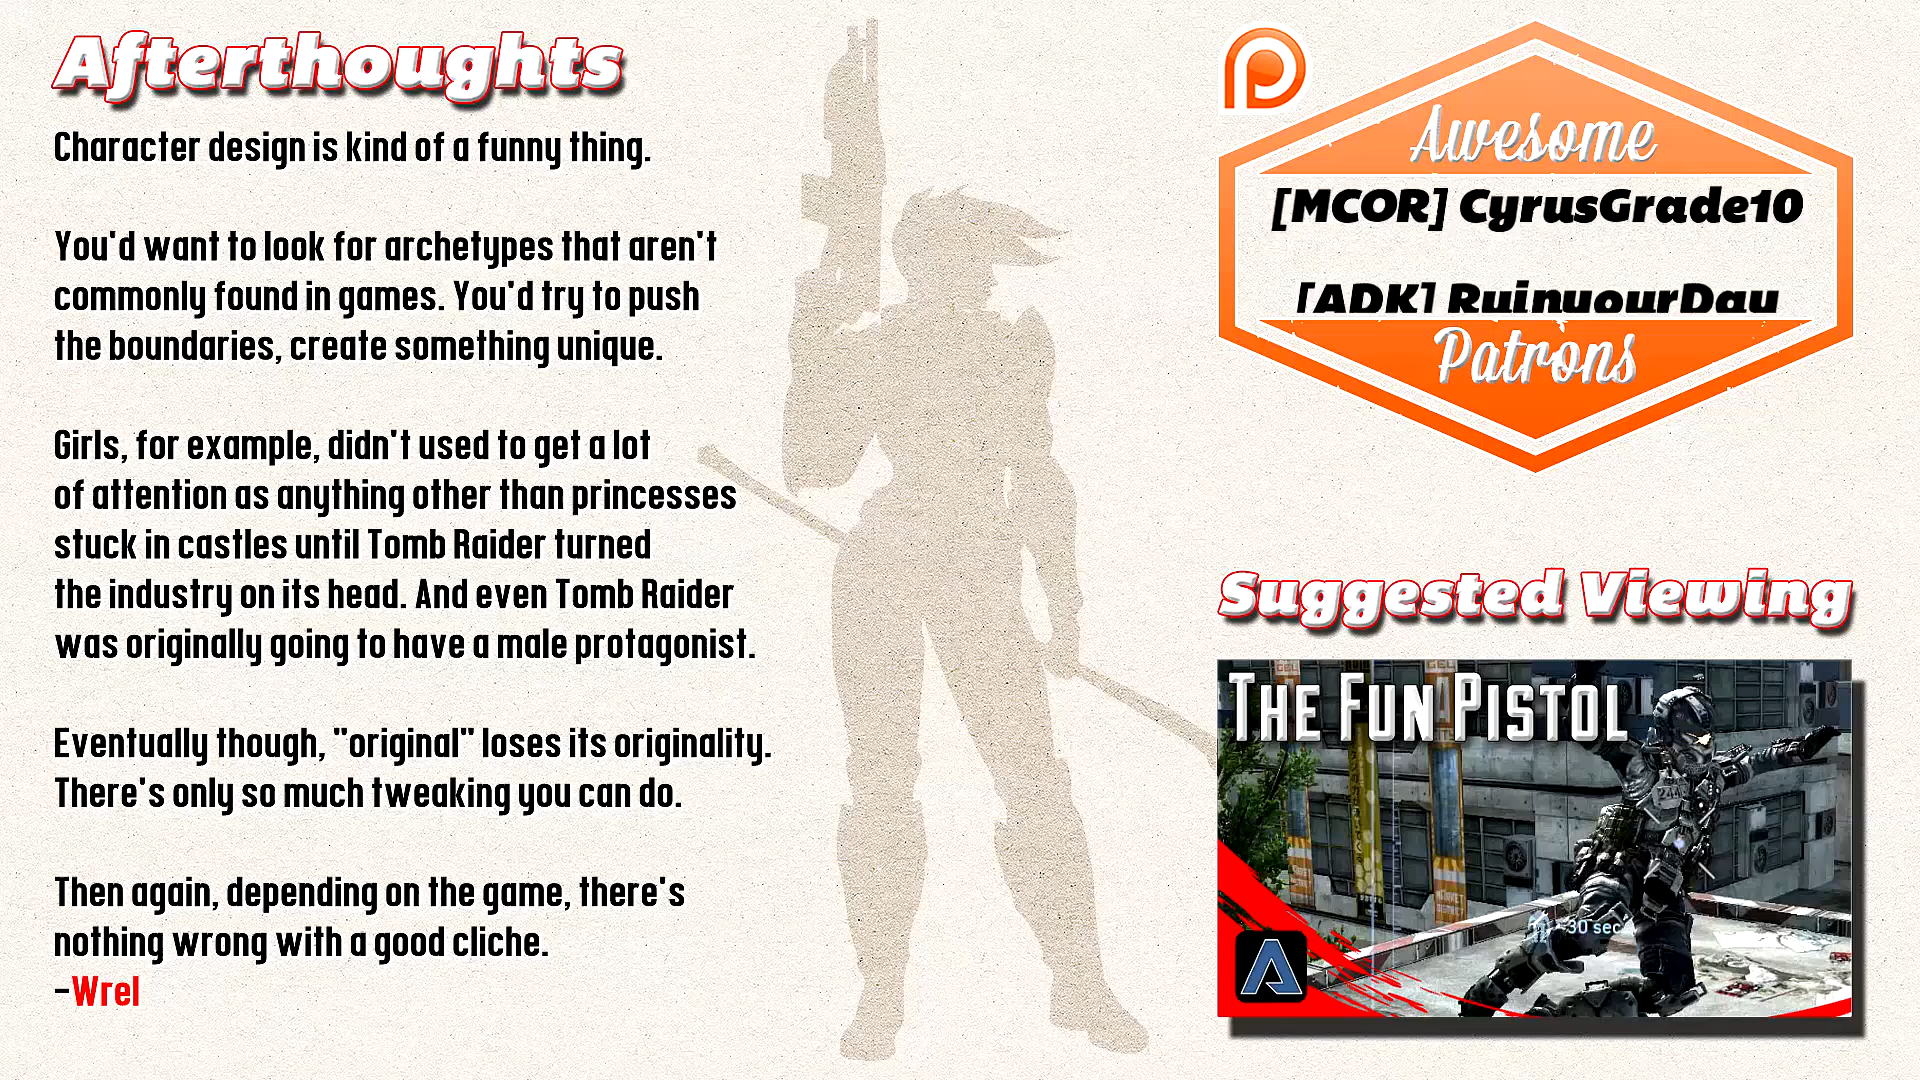 Afterthoughts
Character design is kind of a funny thing.
You'd want to look for archetypes that aren't
commonly found in games. You'd try to push
the boundaries, create something unique.
Girls, for example, didn't used to get a lot
of attention as anything other than princesses
stuck in castles until Tomb Raider turned
the industry on its head. And even Tomb Raider
was originally going to have a male protagonist.
Eventually though, "original" loses its originality.
There's only so much tweaking you can do.
Then again, depending on the game, there's
nothing wrong with a good cliche.
-Wrel
Awesome
[MCOR] CyrusGrade10
[ADK] RuinyourDay
Patrons
Suggested Viewing
The Fun Pistol
244
-30 sec